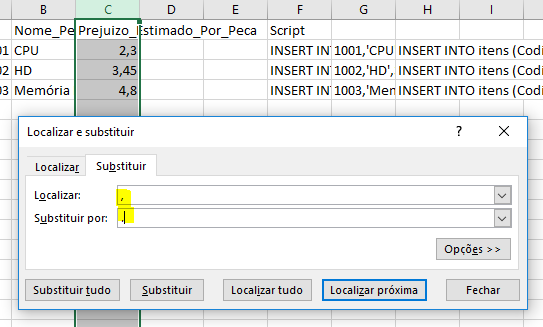 B C D E F G H I
Nome_Pe Prejuizo_Estimado_Por_Peca Script
01 CPU 2,3 INSERT INT 1001,'CPU INSERT INTO itens (Codi
02 HD 3,45 INSERT INT 1002,'HD', INSERT INTO itens (Codi
03 Memória 4,8 INSERT INT 1003,'Mem INSERT INTO itens (Codi
Localizar e substituir ?
Localizar Substituir
Localizar: ,
Substituir por: .
Opções >>
Substituir tudo Substituir Localizar tudo Localizar próxima Fechar